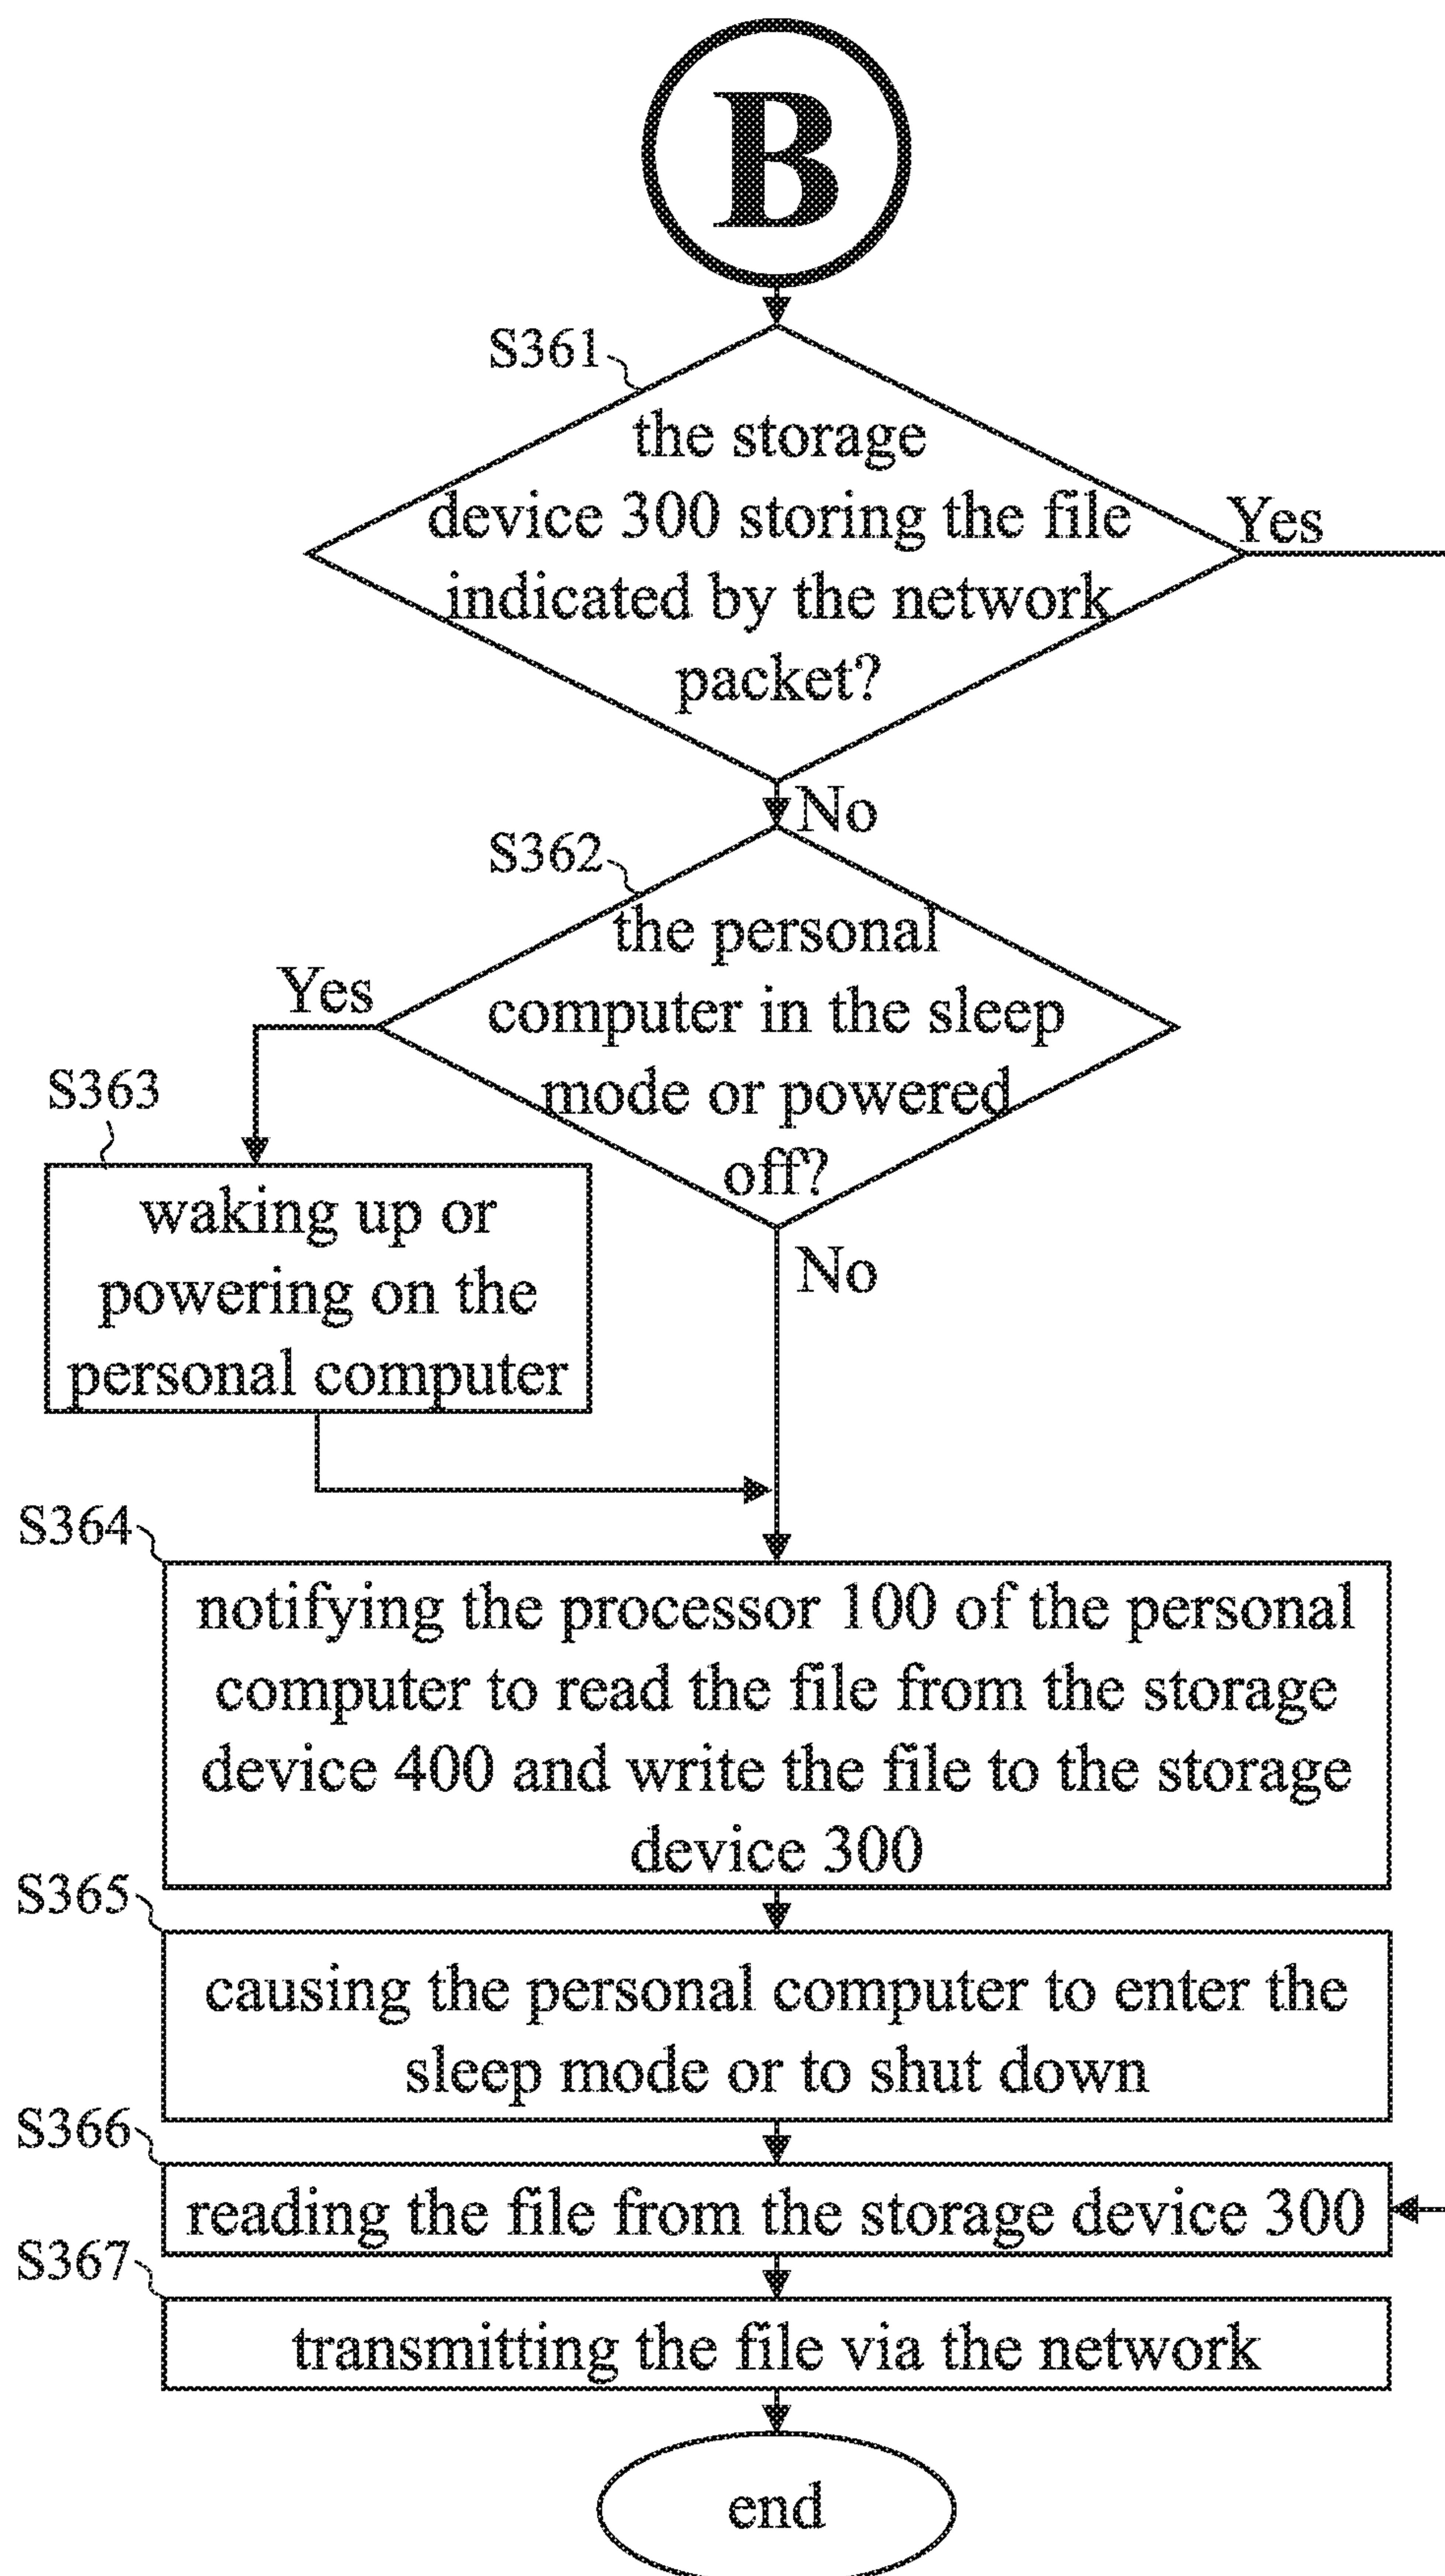 B
S361
the storage
device 300 storing the file
indicated by the network
packet?
Yes
No
S362
the personal
computer in the sleep
mode or powered
off?
Yes
No
S363
waking up or
powering on the
personal computer
S364
notifying the processor 100 of the personal
computer to read the file from the storage
device 400 and write the file to the storage
device 300
S365
causing the personal computer to enter the
sleep mode or to shut down
S366
reading the file from the storage device 300
S367
transmitting the file via the network
end